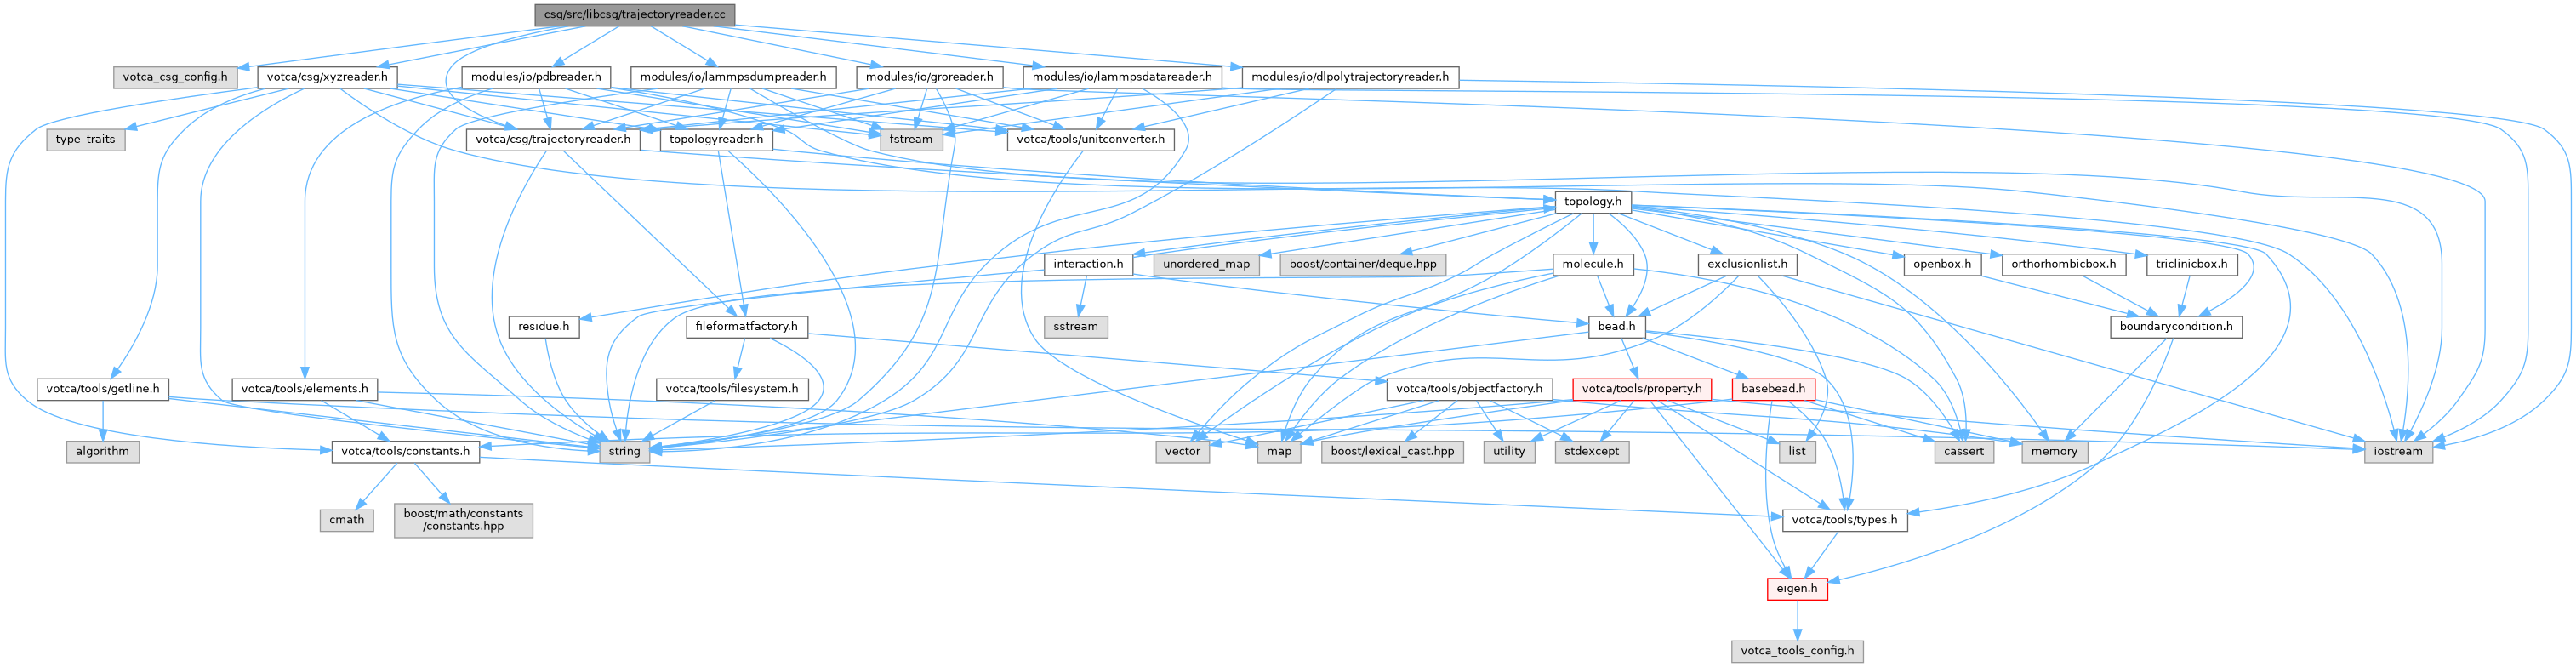 csg/src/libcsg/trajectoryreader.cc
votca_csg_config.h
votca/csg/xyzreader.h
modules/io/pdbreader.h
modules/io/lammpsdumpreader.h
modules/io/groreader.h
modules/io/lammpsdatareader.h
modules/io/dlpolytrajectoryreader.h
type_traits
votca/csg/trajectoryreader.h
topologyreader.h
fstream
votca/tools/unitconverter.h
topology.h
interaction.h
unordered_map
boost/container/deque.hpp
molecule.h
exclusionlist.h
openbox.h
orthorhombicbox.h
triclinicbox.h
residue.h
fileformatfactory.h
sstream
bead.h
boundarycondition.h
votca/tools/getline.h
votca/tools/elements.h
votca/tools/filesystem.h
votca/tools/objectfactory.h
votca/tools/property.h
basebead.h
algorithm
votca/tools/constants.h
string
vector
map
boost/lexical_cast.hpp
utility
stdexcept
list
cassert
memory
iostream
cmath
boost/math/constants
/constants.hpp
votca/tools/types.h
eigen.h
votca_tools_config.h